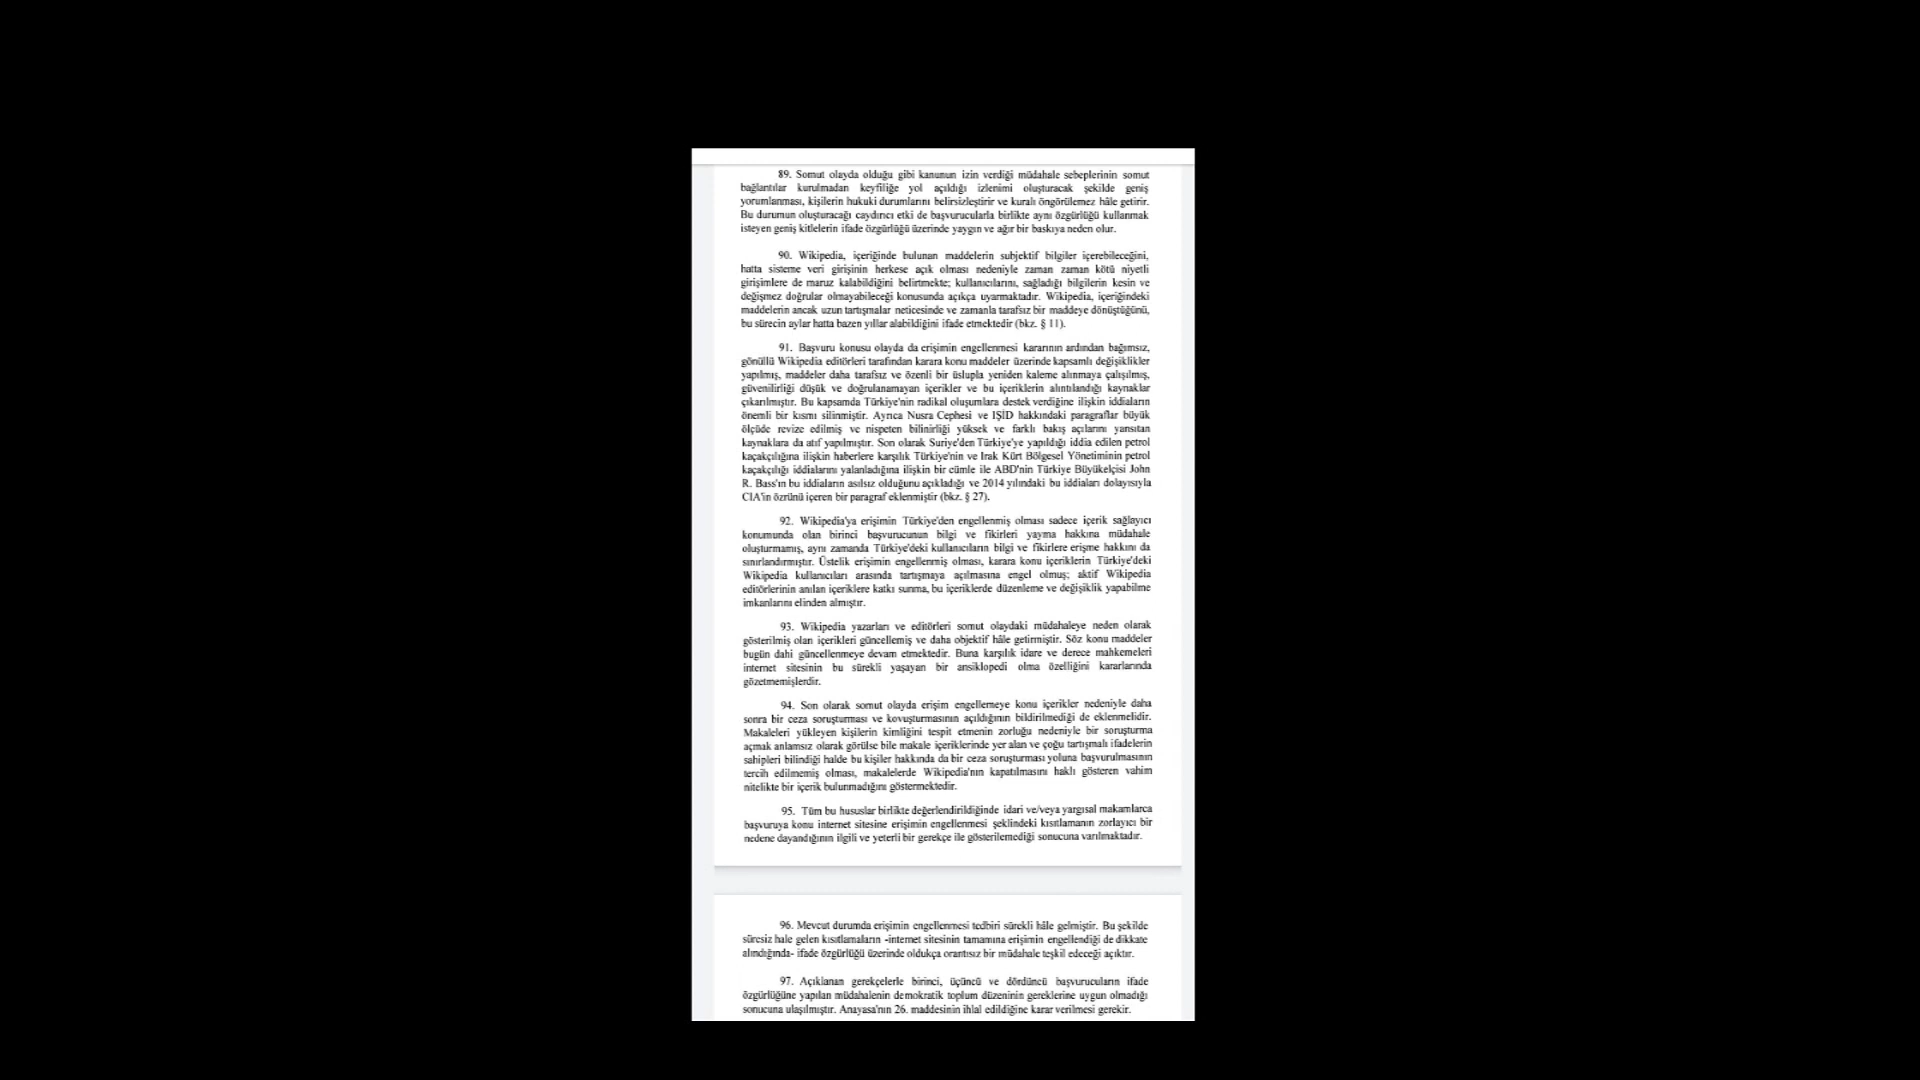 89. Somut olayda olduğu gibi kanunun izin verdiği müdahale sebeplerinin somut
bağlantılar kurulmadan keyfiliğe yol açıldığı izlenimi oluşturacak şekilde geniş
yorumlanması, kişilerin hukuki durumlarını belirsizleştirir ve kuralı öngörülemez hâle getirir.
Bu durumun oluşturacağı caydırıcı etki de başvurucularla birlikte aynı özgürlüğü kullanmak
isteyen geniş kitlelerin ifade özgürlüğü üzerinde yaygın ve ağır bir baskıya neden olur.
90. Wikipedia, içeriğinde bulunan maddelerin subjektif bilgiler içerebileceğini,
hatta sisteme veri girişinin herkese açık olması nedeniyle zaman zaman kötü niyetli
girişimlere de maruz kalabildiğini belirtmekte; kullanıcılarını, sağladığı bilgilerin kesin ve
değişmez doğrular olmayabileceği konusunda açıkça uyarmaktadır. Wikipedia, içeriğindeki
maddelerin ancak uzun tartışmalar neticesinde ve zamanla tarafsız bir maddeye dönüştüğünü,
bu sürecin aylar hatta bazen yıllar alabildiğini ifade etmektedir (bkz. § 11).
91. Başvuru konusu olayda da erişimin engellenmesi kararının ardından bağımsız,
gönüllü Wikipedia editörleri tarafından karara konu maddeler üzerinde kapsamlı değişiklikler
yapılmış, maddeler daha tarafsız ve özenli bir üslupla yeniden kaleme alınmaya çalışılmış,
güvenilirliği düşük ve doğrulanamayan içerikler ve bu içeriklerin alıntılandığı kaynaklar
çıkarılmıştır. Bu kapsamda Türkiye'nin radikal oluşumlara destek verdiğine ilişkin iddiaların
önemli bir kısmı silinmiştir. Ayrıca Nusra Cephesi ve IŞİD hakkındaki paragraflar büyük
ölçüde revize edilmiş ve nispeten bilinirliği yüksek ve farklı bakış açılarını yansıtan
kaynaklara da atıf yapılmıştır. Son olarak Suriye'den Türkiye'ye yapıldığı iddia edilen petrol
kaçakçılığına ilişkin haberlere karşılık Türkiye'nin ve Irak Kürt Bölgesel Yönetiminin petrol
kaçakçılığı iddialarını yalanladığına ilişkin bir cümle ile ABD'nin Türkiye Büyükelçisi John
R. Bass'ın bu iddiaların asılsız olduğunu açıkladığı ve 2014 yılındaki bu iddiaları dolayısıyla
CIA'in özrünü içeren bir paragraf eklenmiştir (bkz. § 27).
92. Wikipedia'ya erişimin Türkiye'den engellenmiş olması sadece içerik sağlayıcı
konumunda olan birinci başvurucunun bilgi ve fikirleri yayma hakkına müdahale
oluşturmamış, aynı zamanda Türkiye'deki kullanıcıların bilgi ve fikirlere erişme hakkını da
sınırlandırmıştır. Üstelik erişimin engellenmiş olması, karara konu içeriklerin Türkiye'deki
Wikipedia kullanıcıları arasında tartışmaya açılmasına engel olmuş; aktif Wikipedia
editörlerinin anılan içeriklere katkı sunma, bu içeriklerde düzenleme ve değişiklik yapabilme
imkanlarını elinden almıştır.
93. Wikipedia yazarları ve editörleri somut olaydaki müdahaleye neden olarak
gösterilmiş olan içerikleri güncellemiş ve daha objektif hâle getirmiştir. Söz konu maddeler
bugün dahi güncellenmeye devam etmektedir. Buna karşılık idare ve derece mahkemeleri
internet sitesinin bu sürekli yaşayan bir ansiklopedi olma özelliğini kararlarında
gözetmemişlerdir.
94. Son olarak somut olayda erişim engellemeye konu içerikler nedeniyle daha
sonra bir ceza soruşturması ve kovuşturmasının açıldığının bildirilmediği de eklenmelidir.
Makaleleri yükleyen kişilerin kimliğini tespit etmenin zorluğu nedeniyle bir soruşturma
açmak anlamsız olarak görülse bile makale içeriklerinde yer alan ve çoğu tartışmalı ifadelerin
sahipleri bilindiği halde bu kişiler hakkında da bir ceza soruşturması yoluna başvurulmasının
tercih edilmemiş olması, makalelerde Wikipedia'nın kapatılmasını haklı gösteren vahim
nitelikte bir içerik bulunmadığını göstermektedir.
95. Tüm bu hususlar birlikte değerlendirildiğinde idari ve/veya yargısal makamlarca
başvuruya konu internet sitesine erişimin engellenmesi şeklindeki kısıtlamanın zorlayıcı bir
nedene dayandığının ilgili ve yeterli bir gerekçe ile gösterilemediği sonucuna varılmaktadır.
96. Mevcut durumda erişimin engellenmesi tedbiri sürekli hâle gelmiştir. Bu şekilde
süresiz hale gelen kısıtlamaların -internet sitesinin tamamına erişimin engellendiği de dikkate
alındığında- ifade özgürlüğü üzerinde oldukça orantısız bir müdahale teşkil edeceği açıktır.
97. Açıklanan gerekçelerle birinci, üçüncü ve dördüncü başvurucuların ifade
özgürlüğüne yapılan müdahalenin demokratik toplum düzeninin gereklerine uygun olmadığı
sonucuna ulaşılmıştır. Anayasa'nın 26. maddesinin ihlal edildiğine karar verilmesi gerekir.